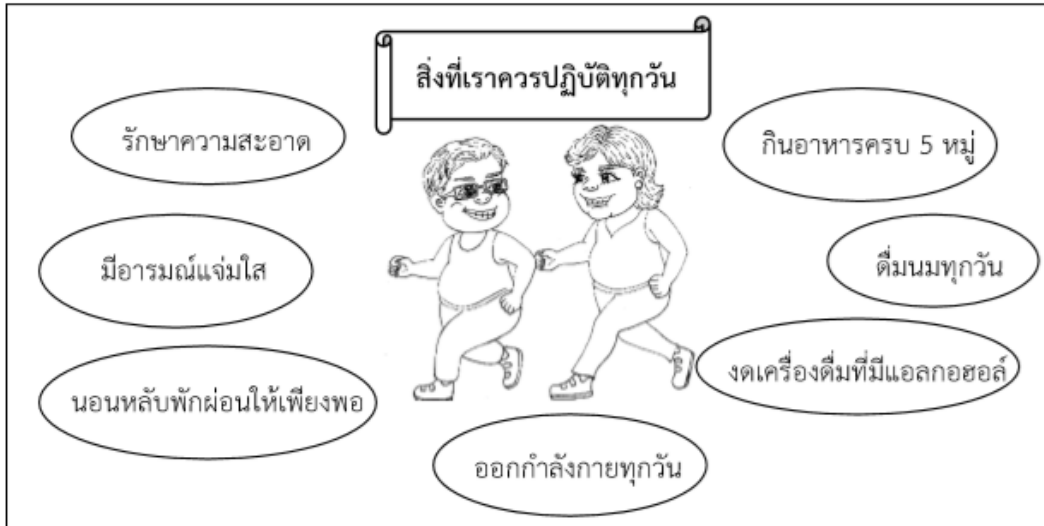 สิ่งที่เราควรปฏิบัติทุกวัน
รักษาความสะอาด
กินอาหารครบ 5 หมู่
มีอารมณ์แจ่มใส
ดื่มนมทุกวัน
งดเครื่องดื่มที่มีแอลกอฮอล์
นอนหลับพักผ่อนให้เพียงพอ
ออกกำลังกายทุกวัน